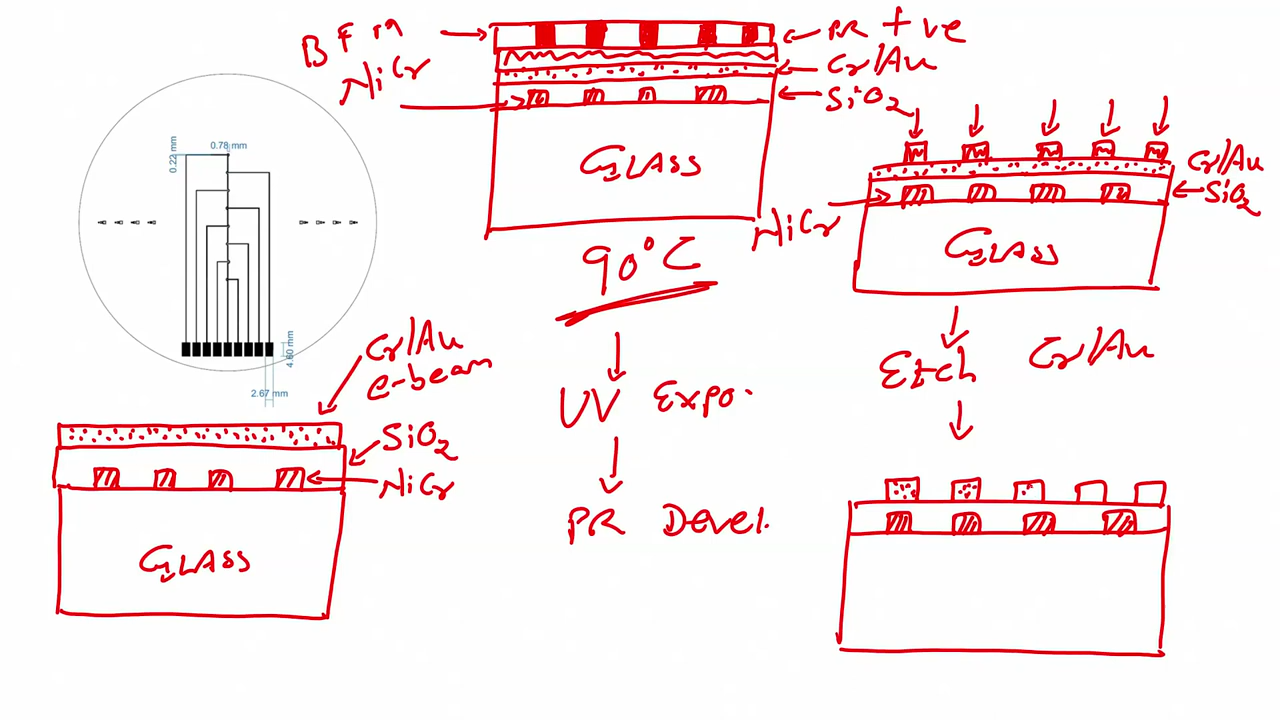 0.22 mm
0.78 mm
4.60 mm
2.67 mm
Cr/Au
e-beam
SiO2
NiCr
GLASS
B F M
NiCr
PR +ve
Cr/Au
SiO2
GLASS
90°C
UV Expo.
PR Devel.
Cr/Au
SiO2
NiCr
GLASS
Etch Cr/Au